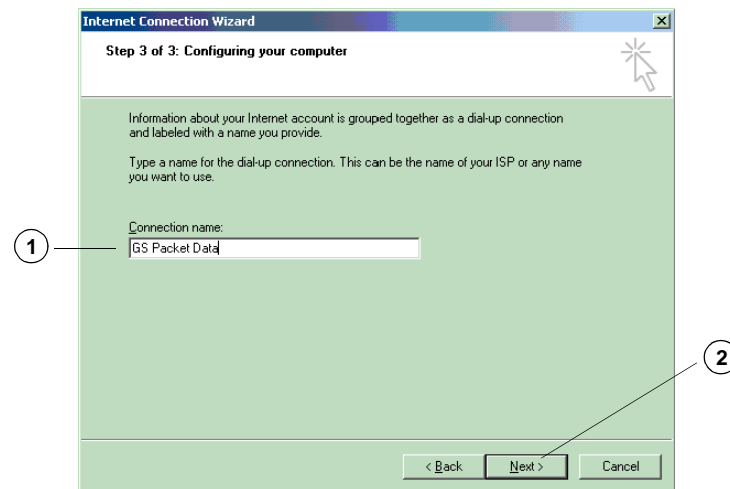 Internet Connection Wizard
Step 3 of 3: Configuring your computer
Information about your Internet account is grouped together as a dial-up connection
and labeled with a name you provide.
Type a name for the dial-up connection. This can be the name of your ISP or any name
you want to use.
Connection name:
1
GS Packet Data
2
< Back
Next >
Cancel